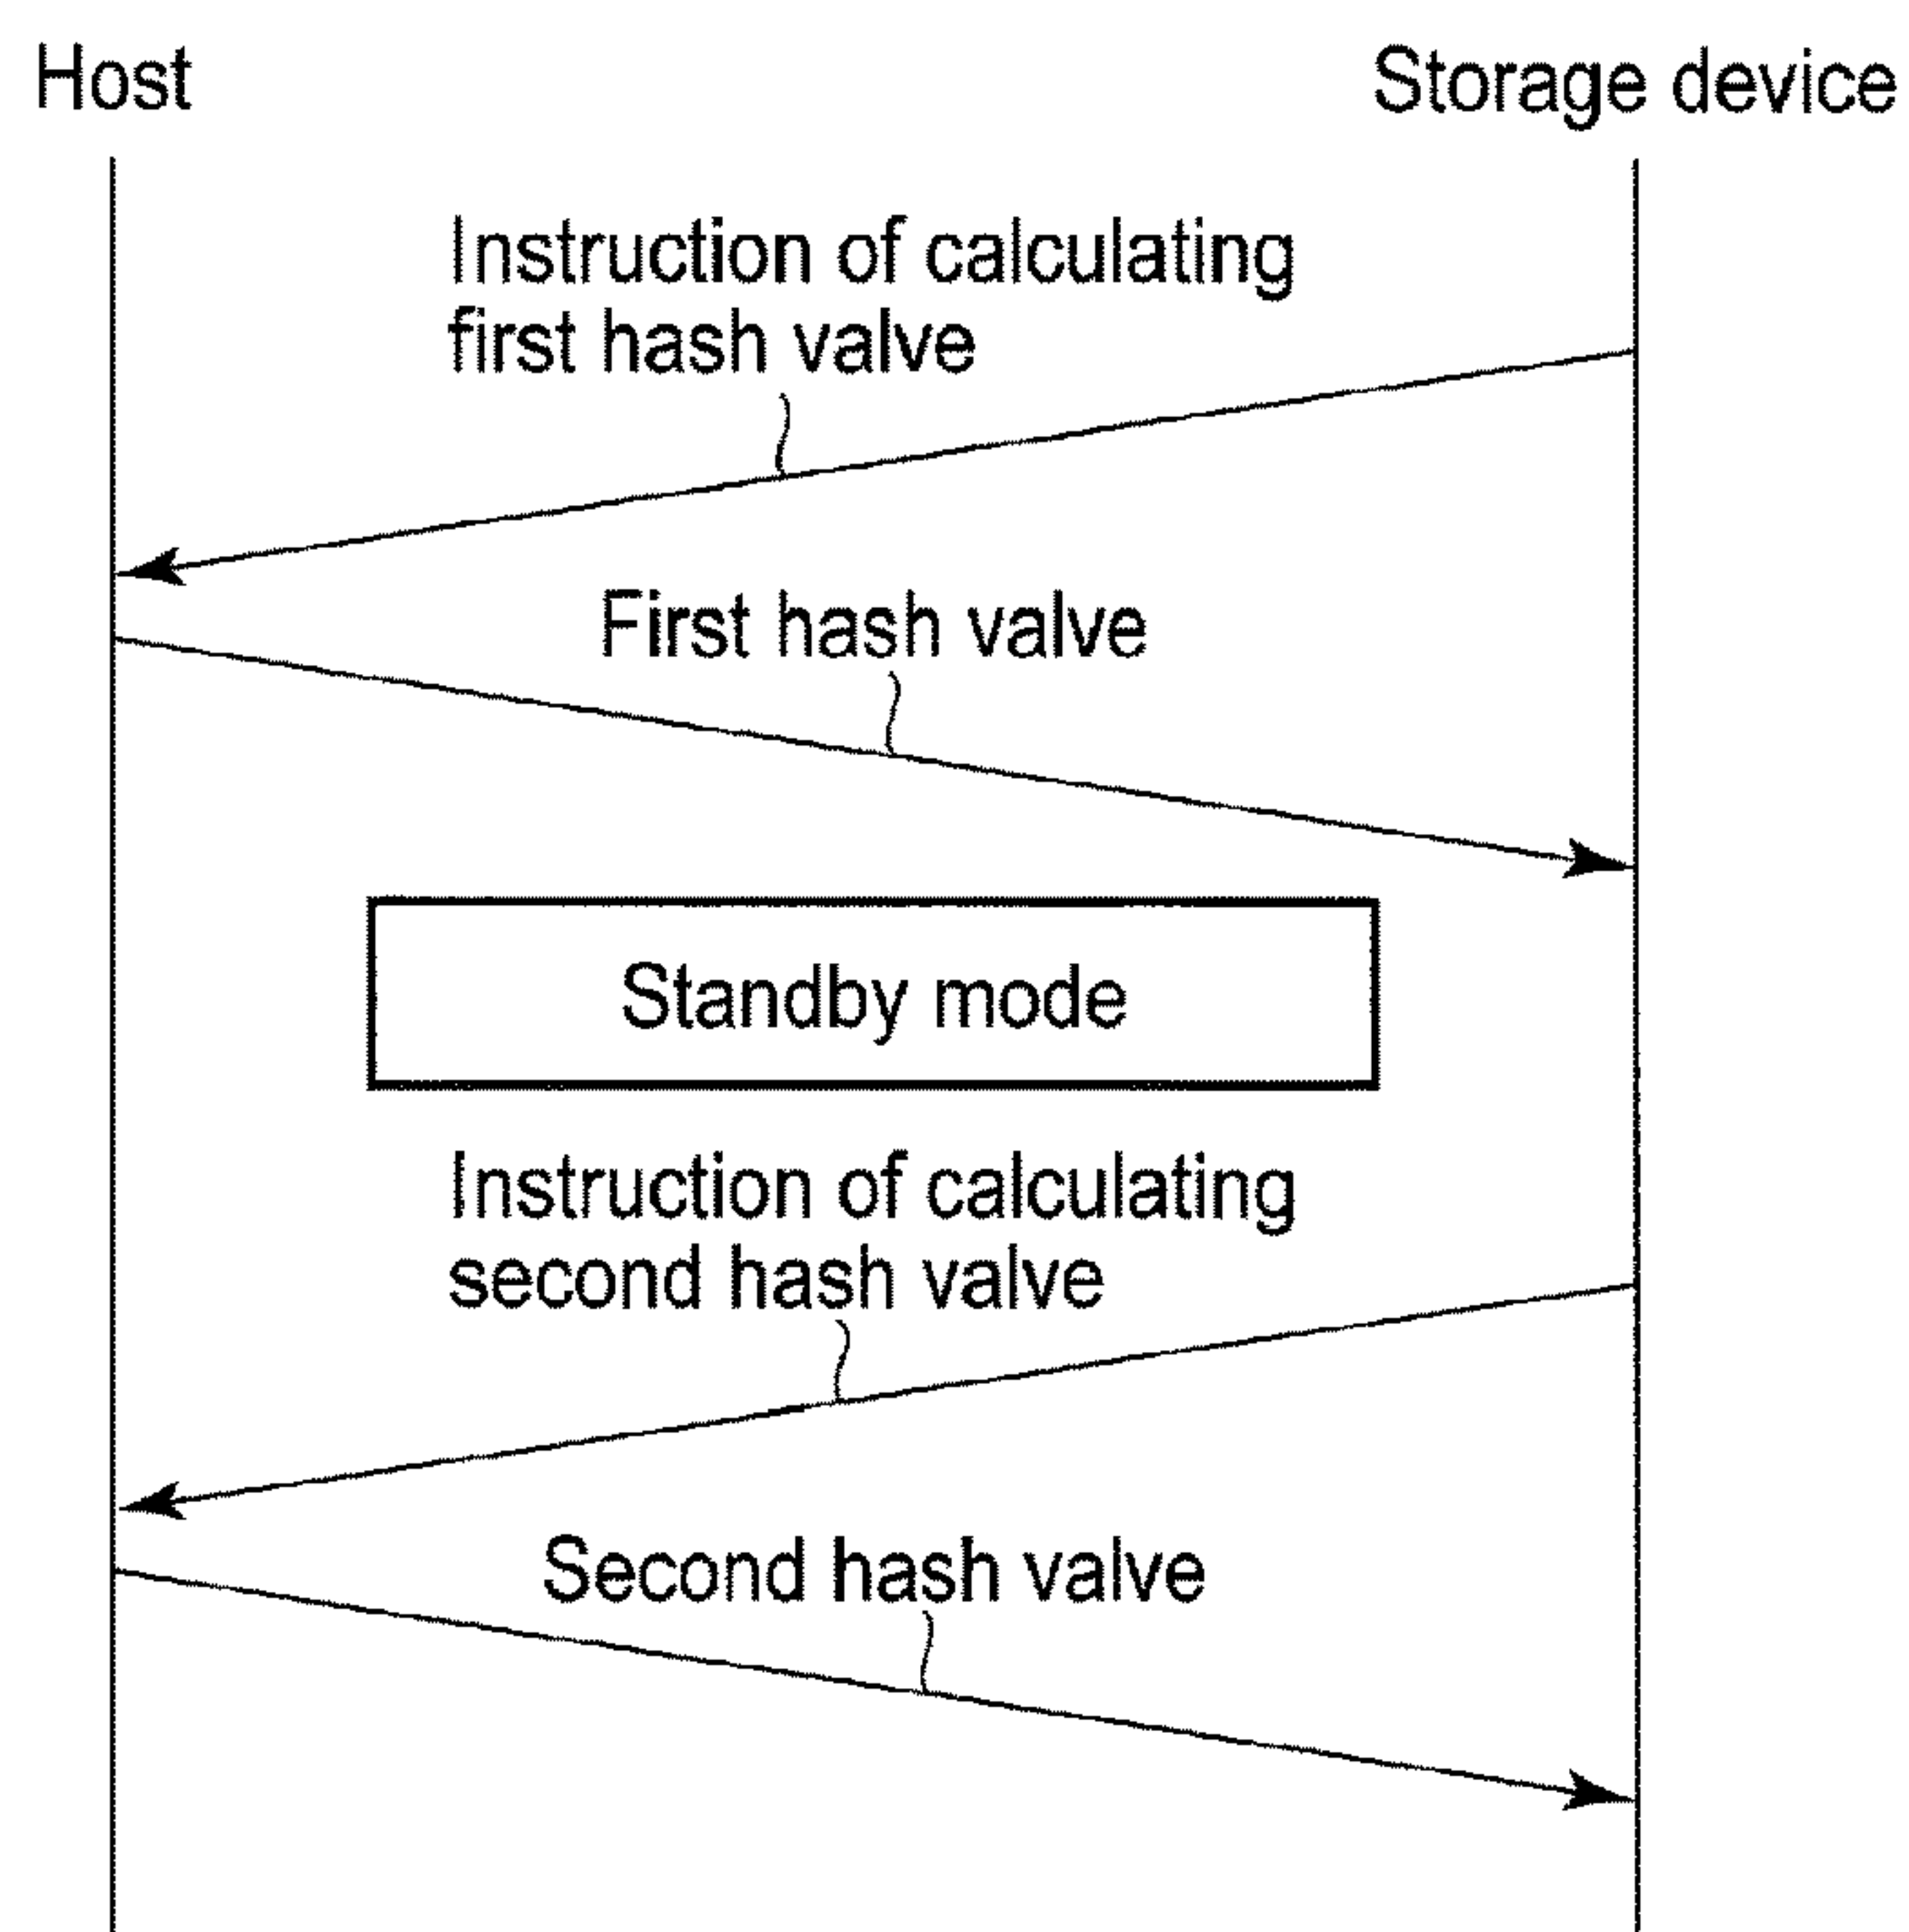 Host
Storage device
Instruction of calculating
first hash valve
First hash valve
Standby mode
Instruction of calculating
second hash valve
Second hash valve